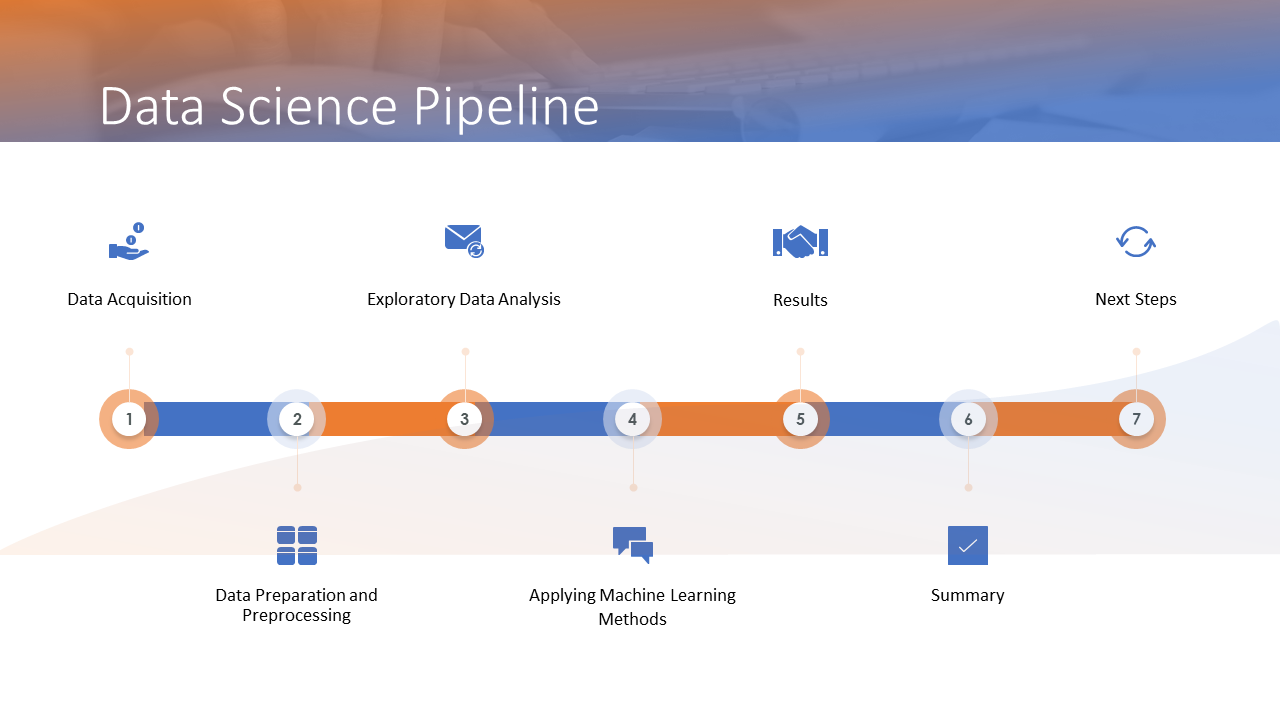 Data Science Pipeline
Data Acquisition
Exploratory Data Analysis
Results
Next Steps
1
2
3
4
5
6
7
Data Preparation and
Preprocessing
Applying Machine Learning
Methods
Summary